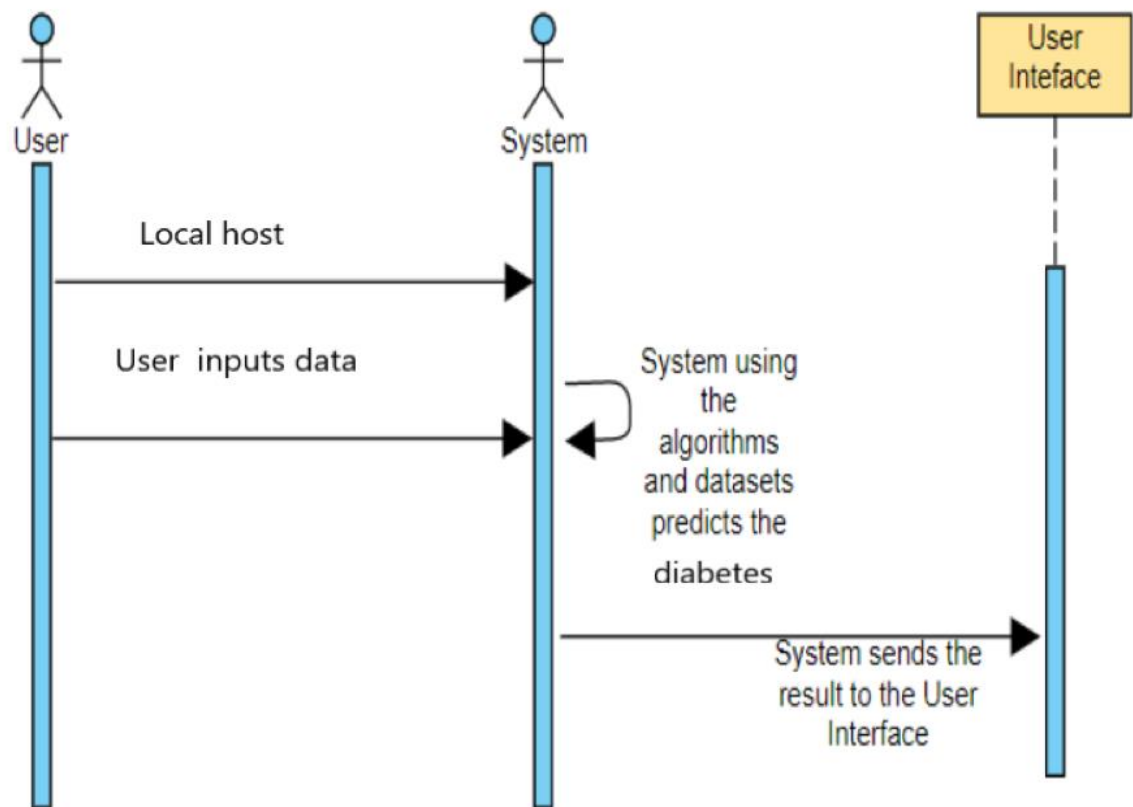 User
Inteface
User
System
Local host
User inputs data
System using
the
algorithms
and datasets
predicts the
diabetes
System sends the
result to the User
Interface